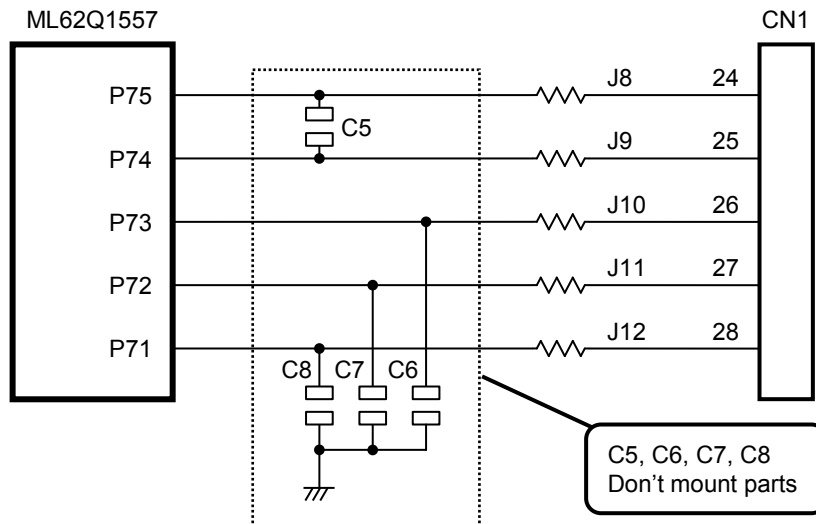 ML62Q1557
CN1
P75
J8
24
C5
P74
J9
25
P73
J10
26
P72
J11
27
P71
J12
28
C8
C7
C6
C5, C6, C7, C8
Don’t mount parts